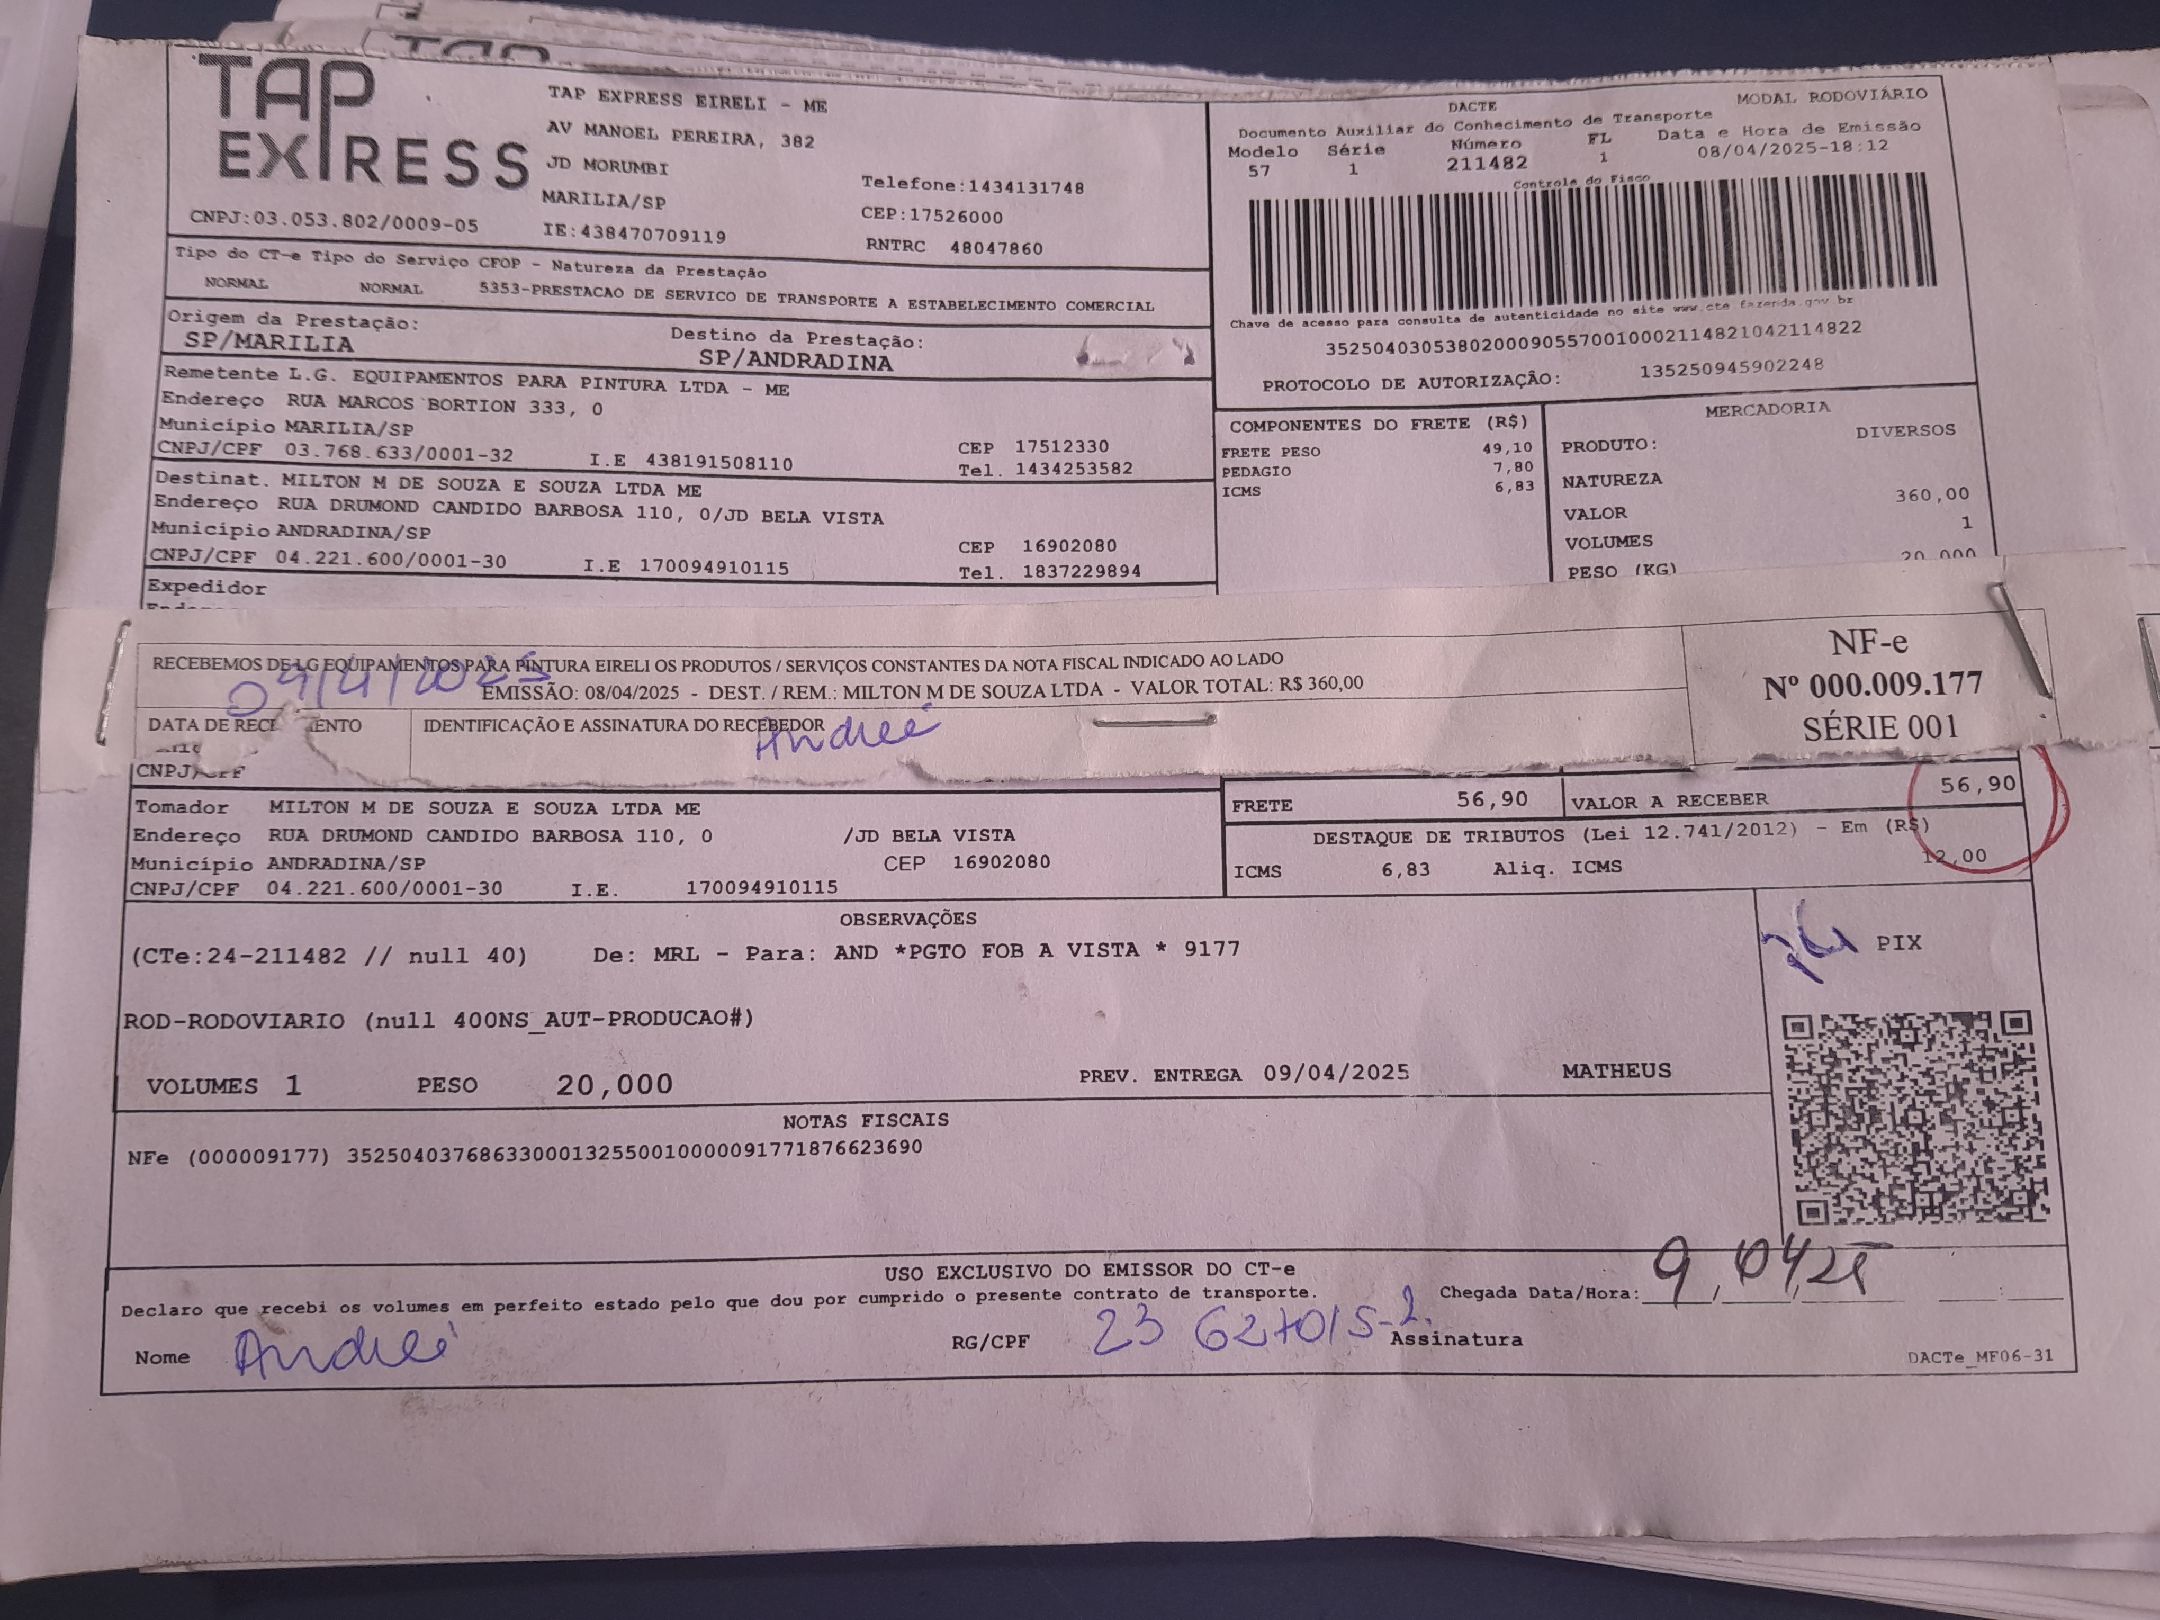 TAP
EXPRESS
TAP EXPRESS EIRELI - ME
AV MANOEL PEREIRA, 382
JD MORUMBI
MARILIA/SP
Telefone:1434131748
CEP:17526000
CNPJ:03.053.802/0009-05
IE:438470709119
RNTRC 48047860
DACTE
MODAL RODOVIÁRIO
Documento Auxiliar do Conhecimento de Transporte
Modelo Série Número FL Data e Hora de Emissão
57 1 211482 1 08/04/2025-18:12
Controle do Fisco
Chave de acesso para consulta de autenticidade no site www.cte.fazenda.gov.br
35250403053802000905570010002114821042114822
PROTOCOLO DE AUTORIZAÇÃO: 135250945902248
Tipo do CT-e Tipo do Serviço CFOP - Natureza da Prestação
NORMAL NORMAL 5353-PRESTACAO DE SERVICO DE TRANSPORTE A ESTABELECIMENTO COMERCIAL
Origem da Prestação: Destino da Prestação:
SP/MARILIA SP/ANDRADINA
Remetente L.G. EQUIPAMENTOS PARA PINTURA LTDA - ME
Endereço RUA MARCOS BORTION 333, 0
Município MARILIA/SP CEP 17512330
CNPJ/CPF 03.768.633/0001-32 I.E 438191508110 Tel. 1434253582
Destinat. MILTON M DE SOUZA E SOUZA LTDA ME
Endereço RUA DRUMOND CANDIDO BARBOSA 110, 0/JD BELA VISTA
Município ANDRADINA/SP CEP 16902080
CNPJ/CPF 04.221.600/0001-30 I.E 170094910115 Tel. 1837229894
Expedidor
COMPONENTES DO FRETE (R$)
FRETE PESO 49,10
PEDAGIO 7,80
ICMS 6,83
MERCADORIA
PRODUTO: DIVERSOS
NATUREZA
VALOR 360,00
VOLUMES 1
PESO (KG) 20,000
RECEBEMOS DE LG EQUIPAMENTOS PARA PINTURA EIRELI OS PRODUTOS / SERVIÇOS CONSTANTES DA NOTA FISCAL INDICADO AO LADO
EMISSÃO: 08/04/2025 - DEST. / REM.: MILTON M DE SOUZA LTDA - VALOR TOTAL: R$ 360,00
09/4/2025
DATA DE RECE ENTO
IDENTIFICAÇÃO E ASSINATURA DO RECEBEDOR
Andreé
NF-e
Nº 000.009.177
SÉRIE 001
CNPJ/CPF
Tomador MILTON M DE SOUZA E SOUZA LTDA ME
Endereço RUA DRUMOND CANDIDO BARBOSA 110, 0 /JD BELA VISTA
Município ANDRADINA/SP CEP 16902080
CNPJ/CPF 04.221.600/0001-30 I.E. 170094910115
FRETE 56,90 VALOR A RECEBER 56,90
DESTAQUE DE TRIBUTOS (Lei 12.741/2012) - Em (R$)
ICMS 6,83 Aliq. ICMS 12,00
OBSERVAÇÕES
(CTe:24-211482 // null 40) De: MRL - Para: AND *PGTO FOB A VISTA * 9177
PIX
ROD-RODOVIARIO (null 400NS_AUT-PRODUCAO#)
VOLUMES 1 PESO 20,000 PREV. ENTREGA 09/04/2025 MATHEUS
NOTAS FISCAIS
NFe (000009177) 35250403768633000132550010000091771876623690
USO EXCLUSIVO DO EMISSOR DO CT-e
Declaro que recebi os volumes em perfeito estado pelo que dou por cumprido o presente contrato de transporte.
Chegada Data/Hora: 9/04/25
Nome Andreé RG/CPF 23 627015-2. Assinatura
DACTe_MF06-31